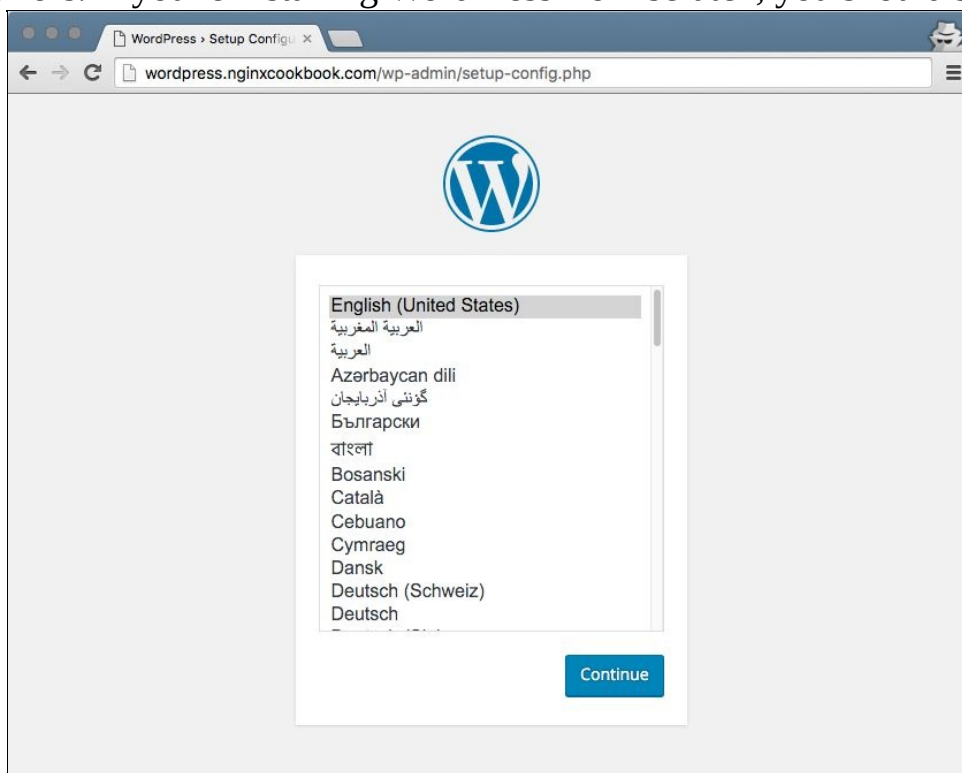 WordPress › Setup Configu
wordpress.nginxcookbook.com/wp-admin/setup-config.php
English (United States)
العربية المغربية
العربية
Azərbaycan dili
گؤنئی آذربایجان
Български
বাংলা
Bosanski
Català
Cebuano
Cymraeg
Dansk
Deutsch (Schweiz)
Deutsch
Continue